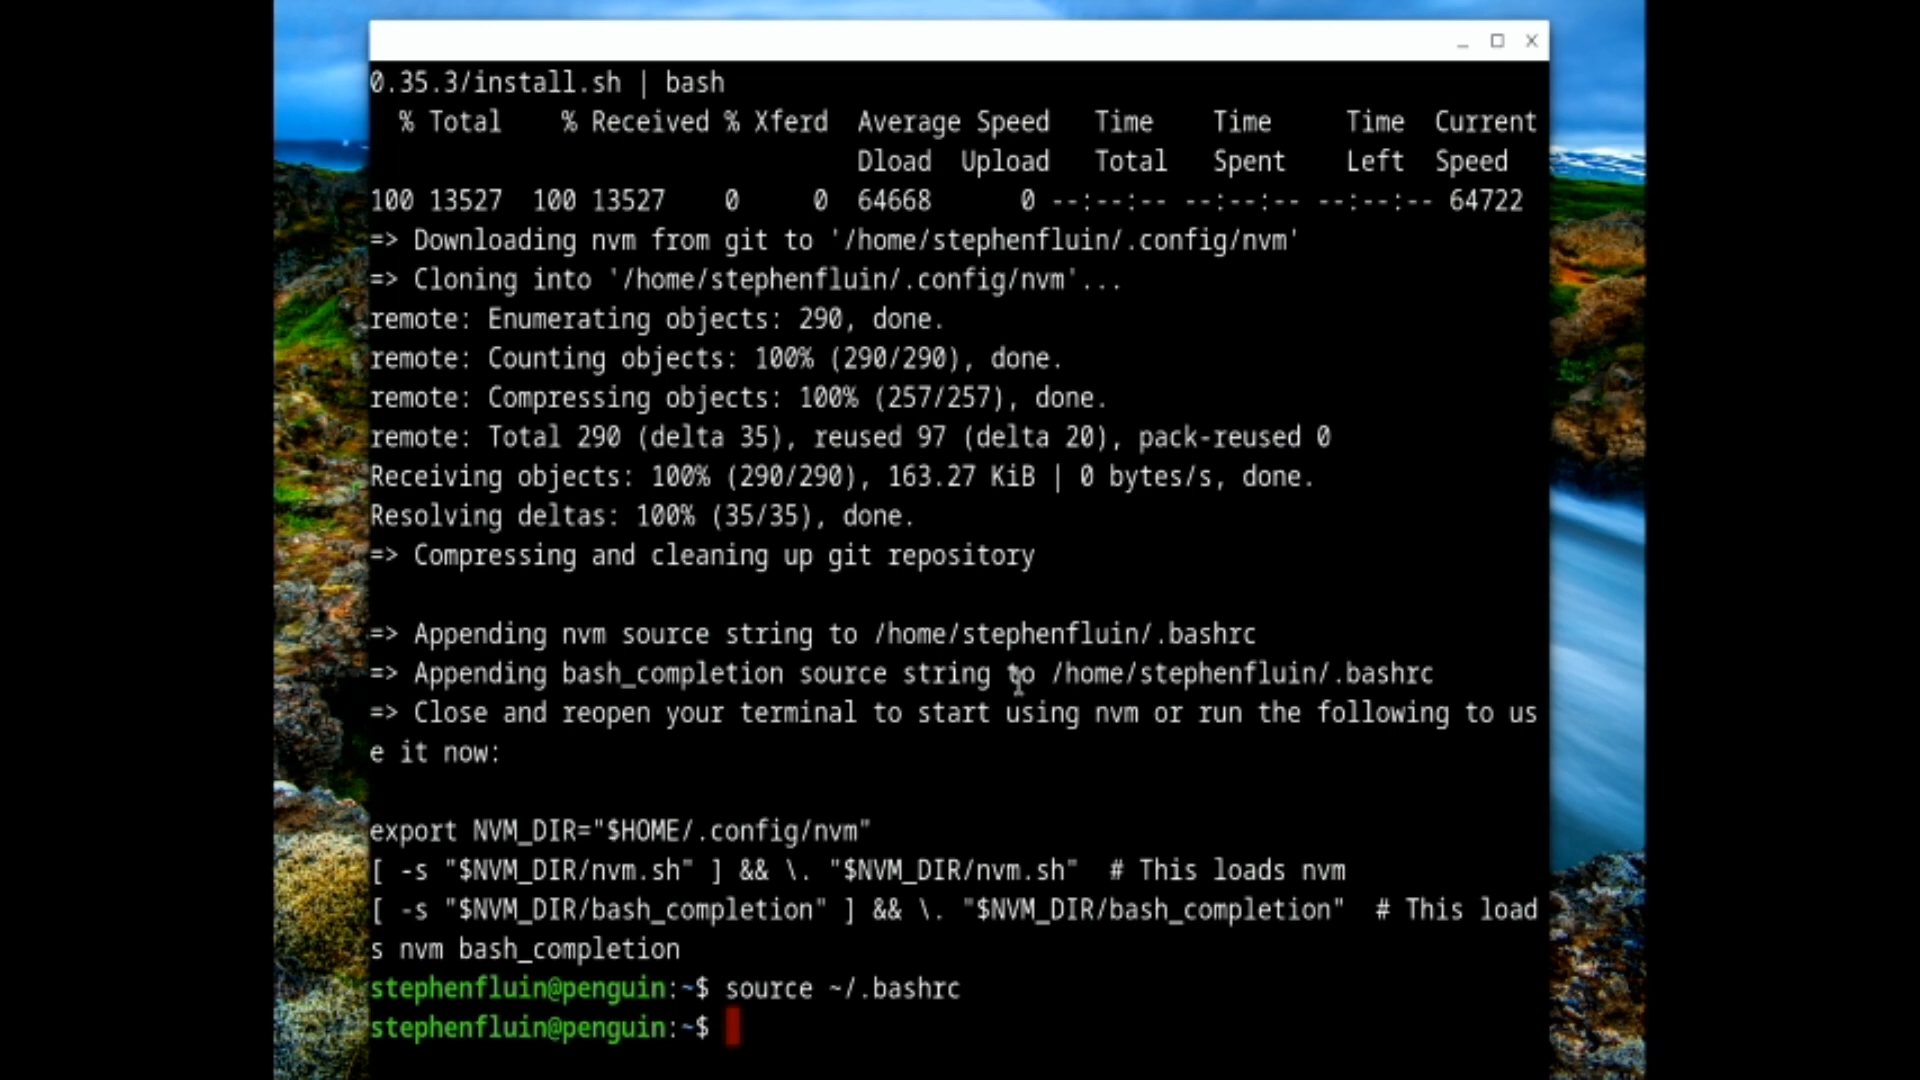 0.35.3/install.sh | bash
  % Total    % Received % Xferd  Average Speed   Time    Time     Time  Current
                                 Dload  Upload   Total   Spent    Left  Speed
100 13527  100 13527    0     0  64668      0 --:--:-- --:--:-- --:--:-- 64722
=> Downloading nvm from git to '/home/stephenfluin/.config/nvm'
=> Cloning into '/home/stephenfluin/.config/nvm'...
remote: Enumerating objects: 290, done.
remote: Counting objects: 100% (290/290), done.
remote: Compressing objects: 100% (257/257), done.
remote: Total 290 (delta 35), reused 97 (delta 20), pack-reused 0
Receiving objects: 100% (290/290), 163.27 KiB | 0 bytes/s, done.
Resolving deltas: 100% (35/35), done.
=> Compressing and cleaning up git repository
=> Appending nvm source string to /home/stephenfluin/.bashrc
=> Appending bash_completion source string to /home/stephenfluin/.bashrc
=> Close and reopen your terminal to start using nvm or run the following to us
e it now:
export NVM_DIR="$HOME/.config/nvm"
[ -s "$NVM_DIR/nvm.sh" ] && \. "$NVM_DIR/nvm.sh"  # This loads nvm
[ -s "$NVM_DIR/bash_completion" ] && \. "$NVM_DIR/bash_completion"  # This load
s nvm bash_completion
stephenfluin@penguin:~$ source ~/.bashrc
stephenfluin@penguin:~$